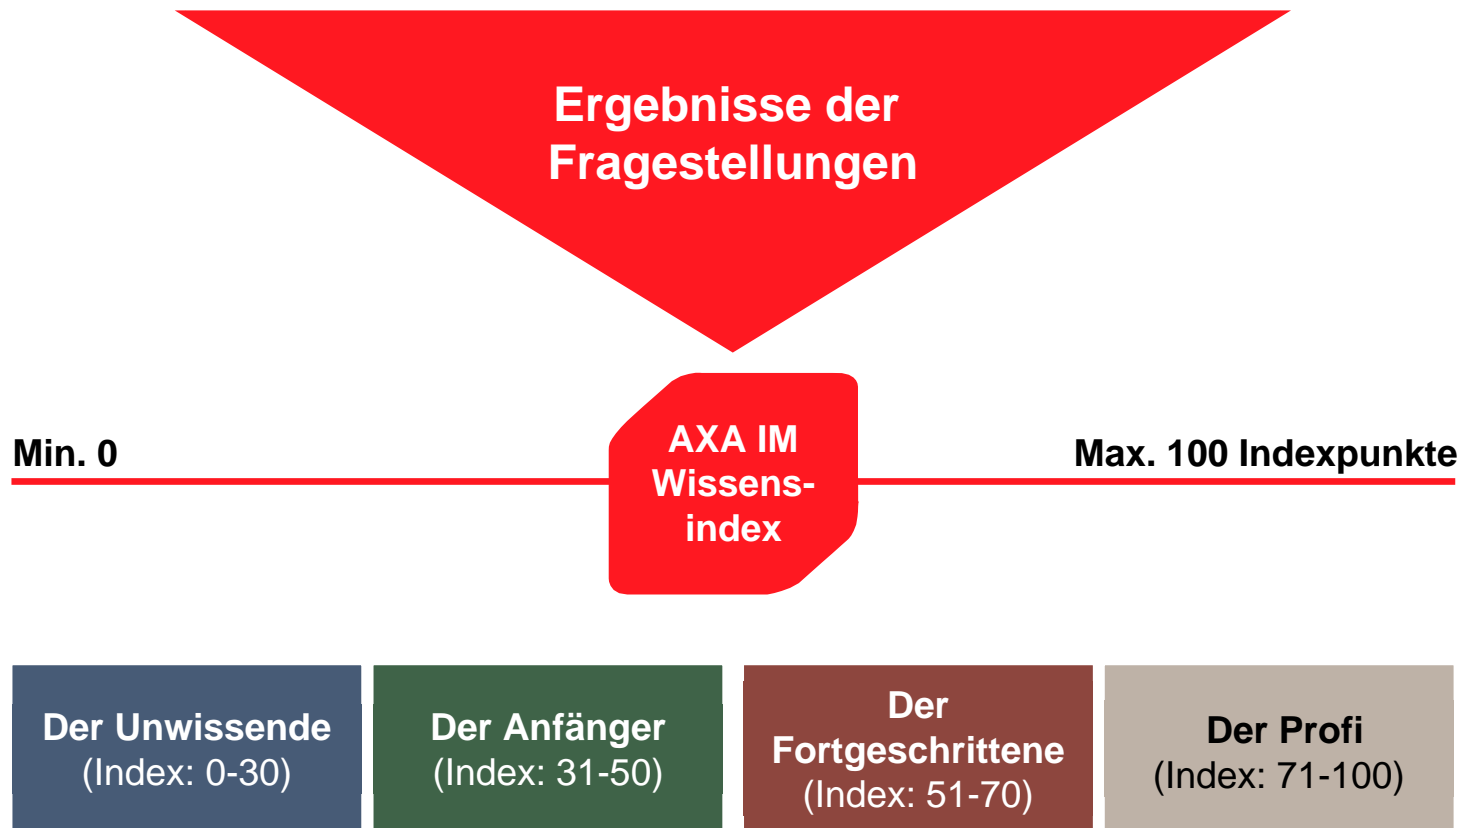 Ergebnisse der
Fragestellungen
Min. 0
AXA IM
Wissens-
index
Max. 100 Indexpunkte
Der Unwissende
(Index: 0-30)
Der Anfänger
(Index: 31-50)
Der
Fortgeschrittene
(Index: 51-70)
Der Profi
(Index: 71-100)